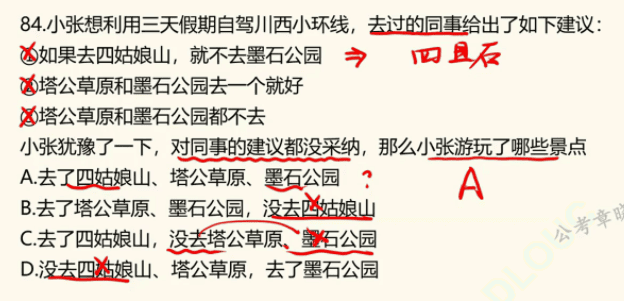 84.小张想利用三天假期自驾川西小环线，去过的同事给出了如下建议：
①如果去四姑娘山，就不去墨石公园 ⇒ 四且石
②塔公草原和墨石公园去一个就好
③塔公草原和墨石公园都不去
小张犹豫了一下，对同事的建议都没采纳，那么小张游玩了哪些景点
A.去了四姑娘山、塔公草原、墨石公园 ? A
B.去了塔公草原、墨石公园，没去四姑娘山
C.去了四姑娘山，没去塔公草原、墨石公园
D.没去四姑娘山、塔公草原，去了墨石公园
公考章晓